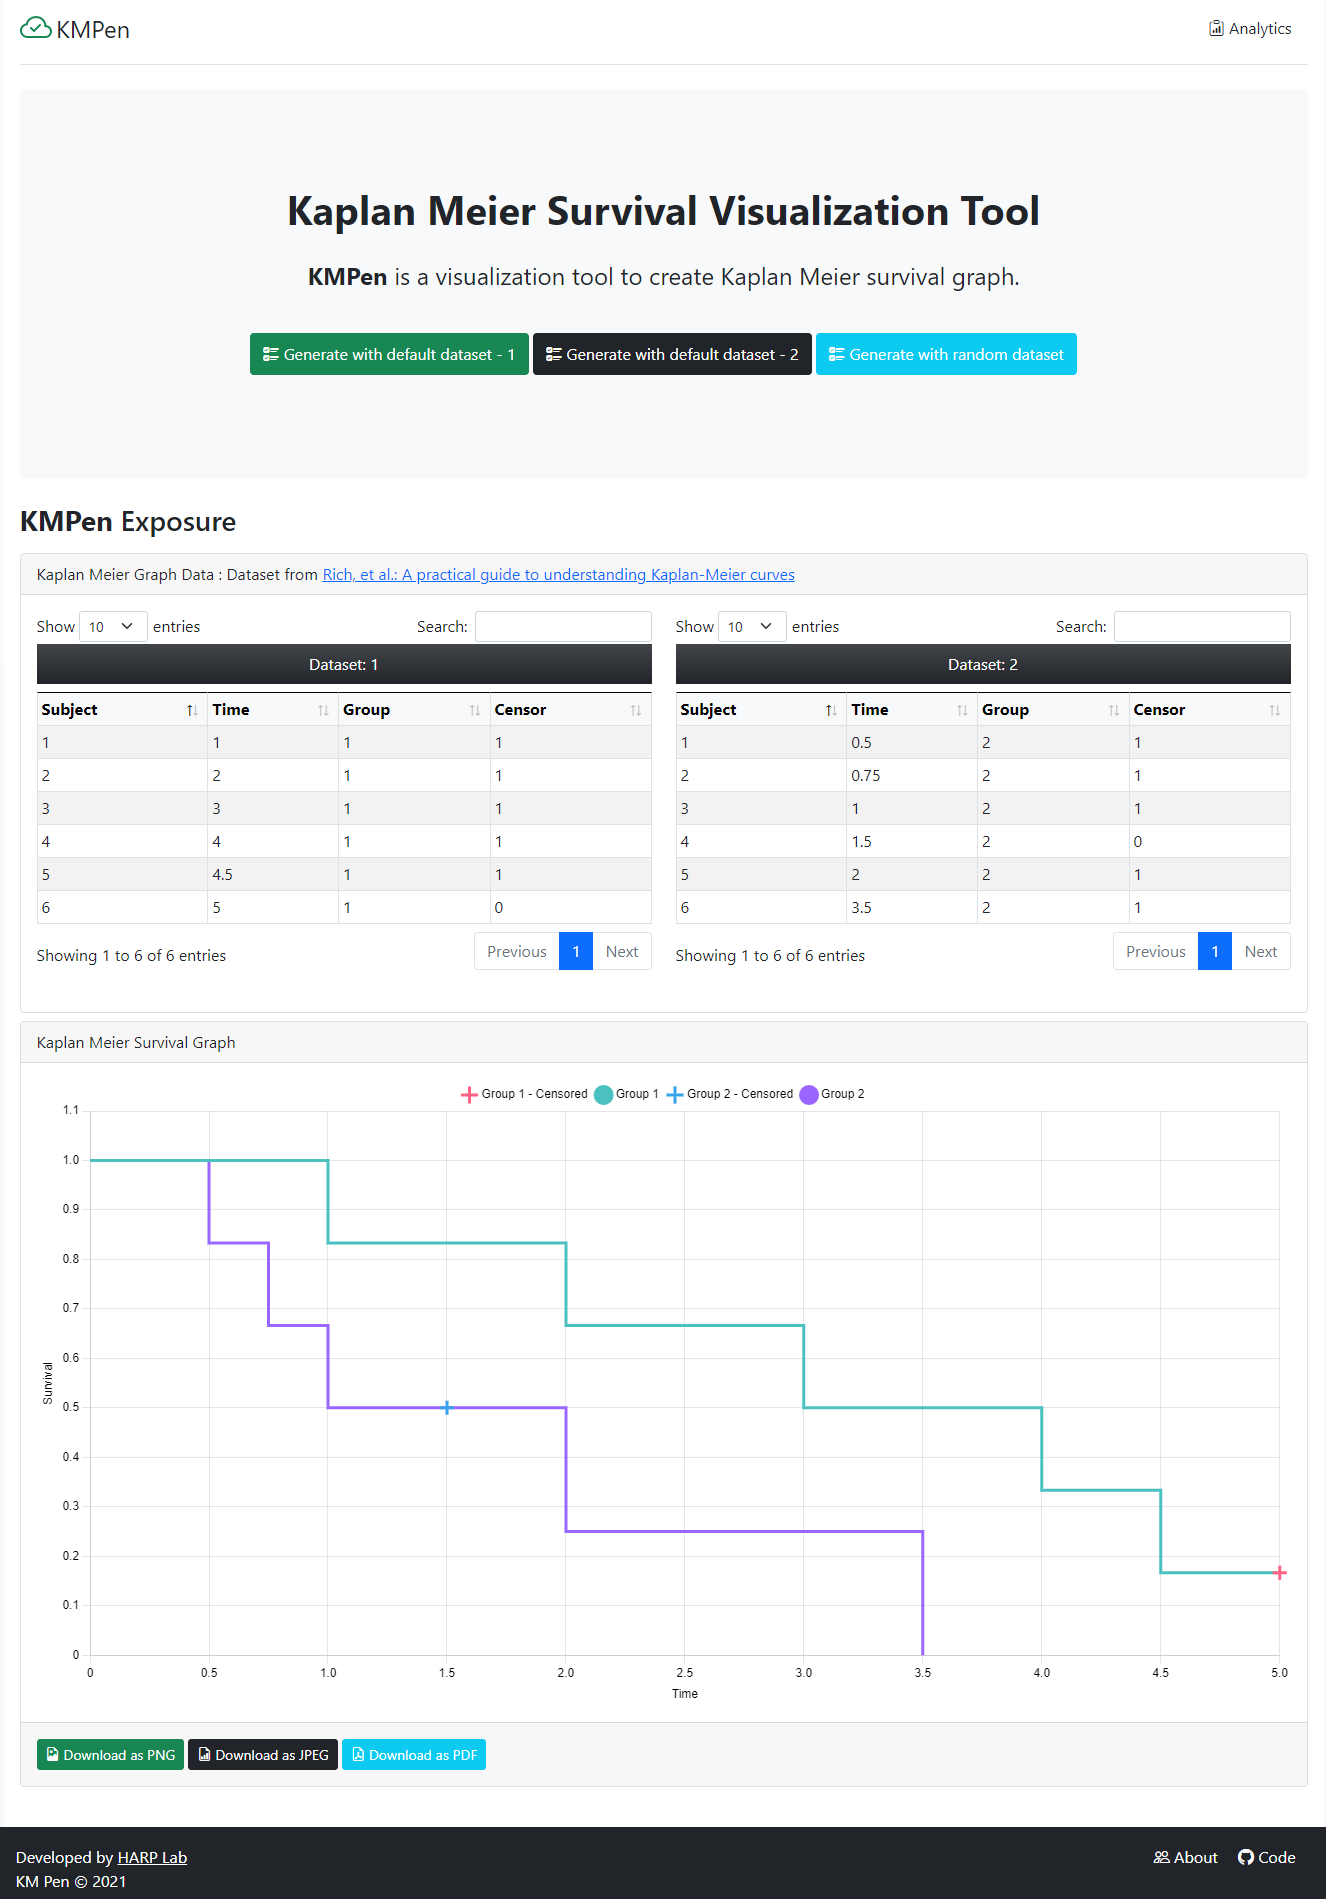 KMPen
Analytics
Kaplan Meier Survival Visualization Tool
KMPen is a visualization tool to create Kaplan Meier survival graph.
Generate with default dataset - 1 Generate with default dataset - 2 Generate with random dataset
KMPen Exposure
Kaplan Meier Graph Data : Dataset from Rich, et al.: A practical guide to understanding Kaplan-Meier curves
Show 10 entries Search:
Dataset: 1
Subject Time Group Censor
1 1 1 1
2 2 1 1
3 3 1 1
4 4 1 1
5 4.5 1 1
6 5 1 0
Showing 1 to 6 of 6 entries Previous 1 Next
Show 10 entries Search:
Dataset: 2
Subject Time Group Censor
1 0.5 2 1
2 0.75 2 1
3 1 2 1
4 1.5 2 0
5 2 2 1
6 3.5 2 1
Showing 1 to 6 of 6 entries Previous 1 Next
Kaplan Meier Survival Graph
Group 1 - Censored Group 1 Group 2 - Censored Group 2
1.1
1.0
0.9
0.8
0.7
0.6
0.5
0.4
0.3
0.2
0.1
0
Survival
0 0.5 1.0 1.5 2.0 2.5 3.0 3.5 4.0 4.5 5.0
Time
Download as PNG Download as JPEG Download as PDF
Developed by HARP Lab
KM Pen © 2021
About Code